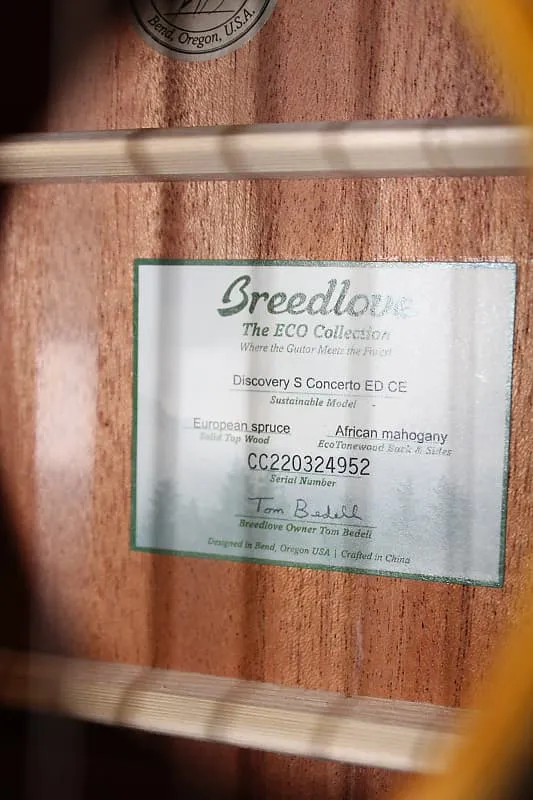 Bend, Oregon, U.S.A.
Breedlove
The ECO Collection
Where the Guitar Meets the Forest
Discovery S Concerto ED CE
Sustainable Model
European spruce African mahogany
Solid Top Wood EcoTonewood Back & Sides
CC220324952
Serial Number
Tom Bedell
Breedlove Owner Tom Bedell
Designed in Bend, Oregon USA | Crafted in China